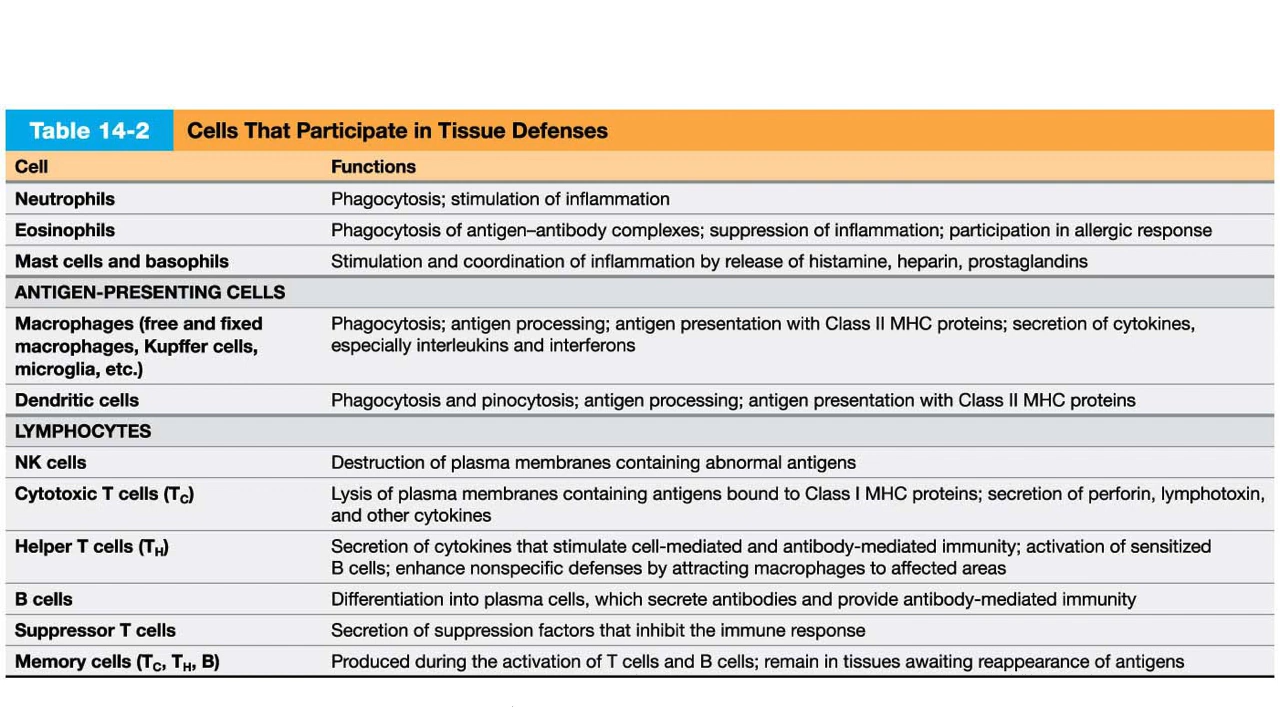 Table 14-2 Cells That Participate in Tissue Defenses
Cell Functions
Neutrophils Phagocytosis; stimulation of inflammation
Eosinophils Phagocytosis of antigen–antibody complexes; suppression of inflammation; participation in allergic response
Mast cells and basophils Stimulation and coordination of inflammation by release of histamine, heparin, prostaglandins
ANTIGEN-PRESENTING CELLS
Macrophages (free and fixed Phagocytosis; antigen processing; antigen presentation with Class II MHC proteins; secretion of cytokines,
macrophages, Kupffer cells, especially interleukins and interferons
microglia, etc.)
Dendritic cells Phagocytosis and pinocytosis; antigen processing; antigen presentation with Class II MHC proteins
LYMPHOCYTES
NK cells Destruction of plasma membranes containing abnormal antigens
Cytotoxic T cells (TC) Lysis of plasma membranes containing antigens bound to Class I MHC proteins; secretion of perforin, lymphotoxin,
and other cytokines
Helper T cells (TH) Secretion of cytokines that stimulate cell-mediated and antibody-mediated immunity; activation of sensitized
B cells; enhance nonspecific defenses by attracting macrophages to affected areas
B cells Differentiation into plasma cells, which secrete antibodies and provide antibody-mediated immunity
Suppressor T cells Secretion of suppression factors that inhibit the immune response
Memory cells (TC, TH, B) Produced during the activation of T cells and B cells; remain in tissues awaiting reappearance of antigens